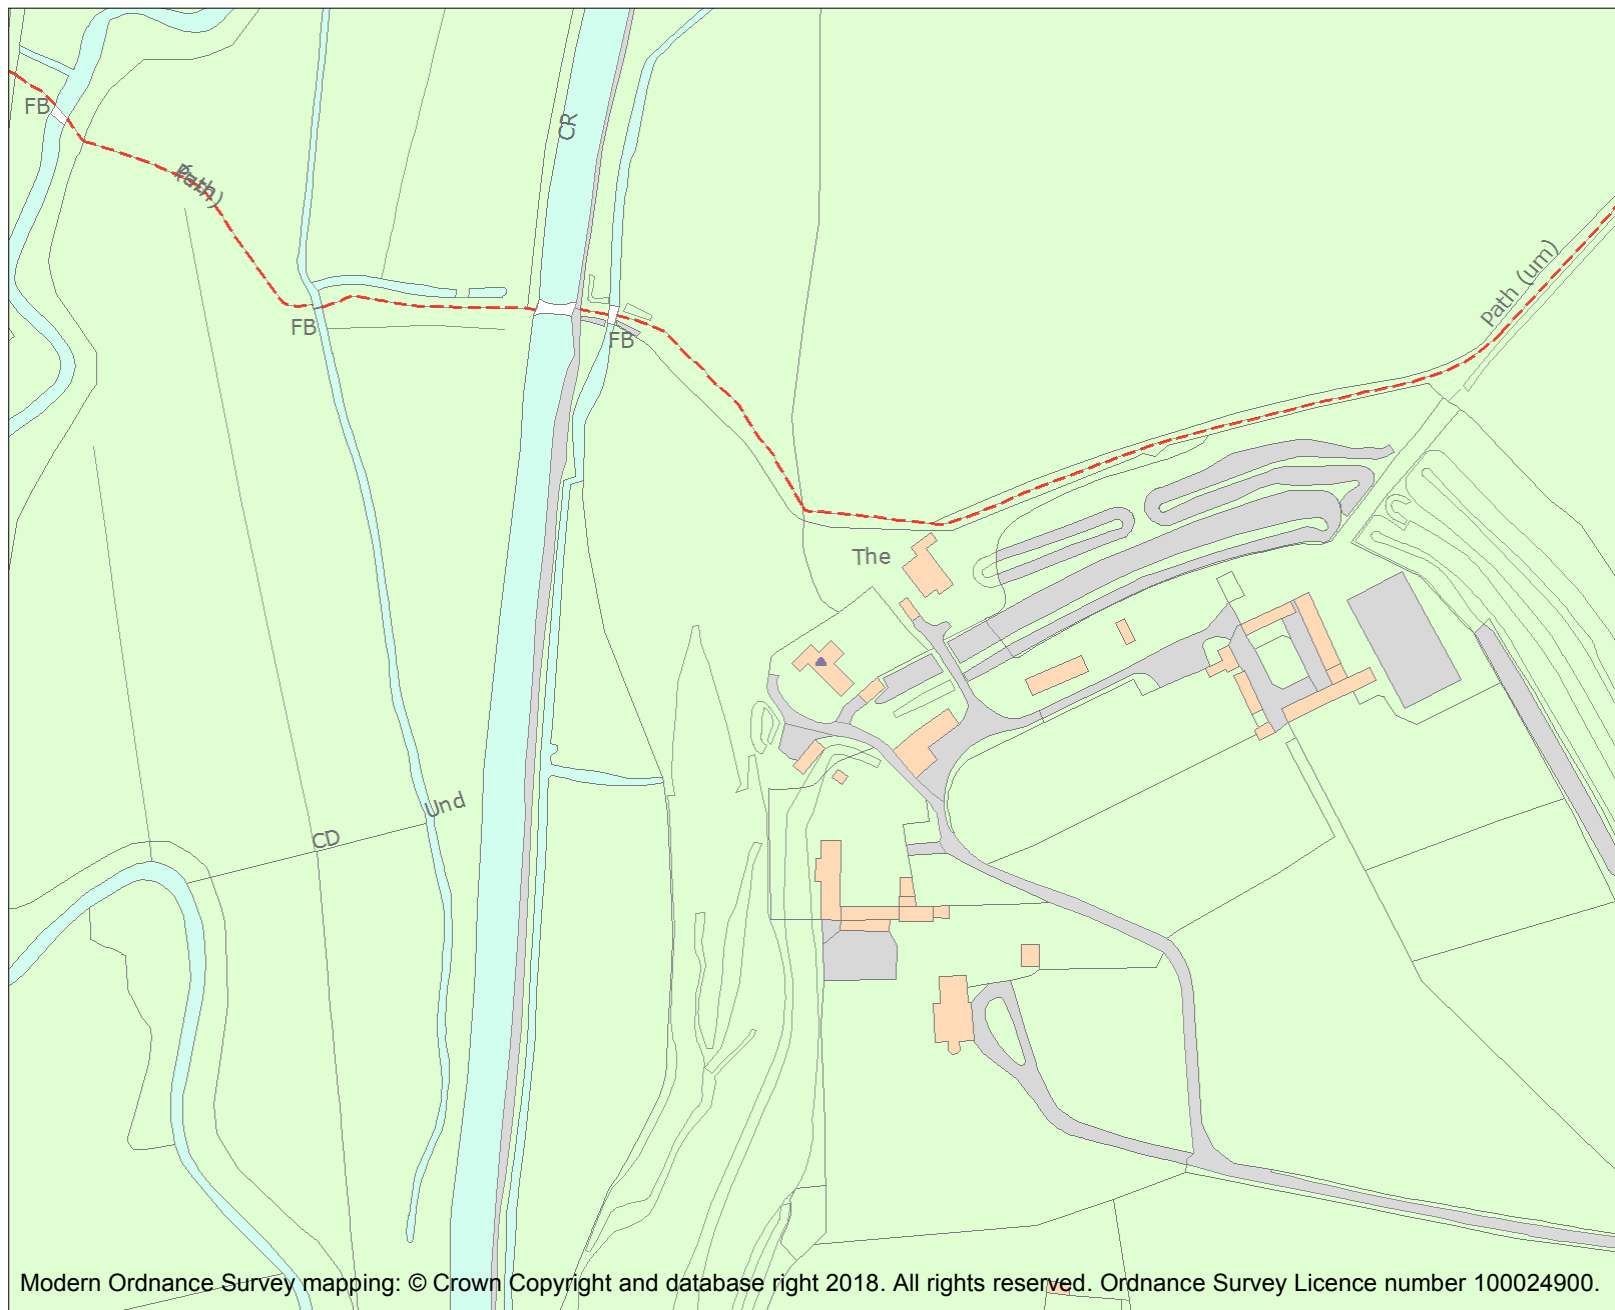 FB
CR
Path)
Path (um)
FB
FB
The
Und
CD
Modern Ordnance Survey mapping: © Crown Copyright and database right 2018. All rights reserved. Ordnance Survey Licence number 100024900.